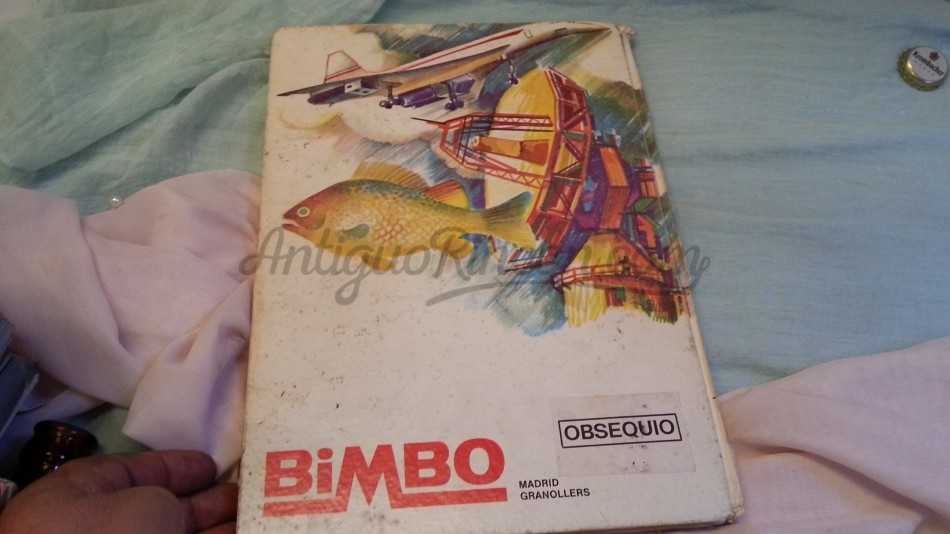 BiMBO
MADRID
GRANOLLERS
OBSEQUIO